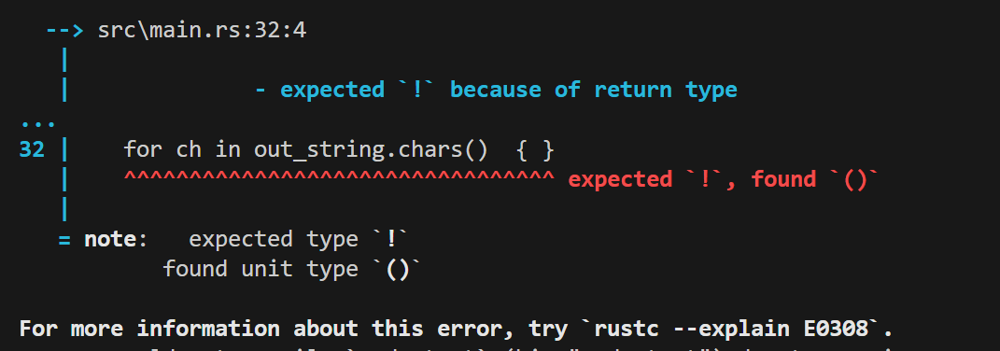 --> src\main.rs:32:4
|
| - expected `!` because of return type
...
32 | for ch in out_string.chars()  { }
| ^^^^^^^^^^^^^^^^^^^^^^^^^^^^^^^^^ expected `!`, found `()`
|
= note:   expected type `!`
found unit type `()`
For more information about this error, try `rustc --explain E0308`.